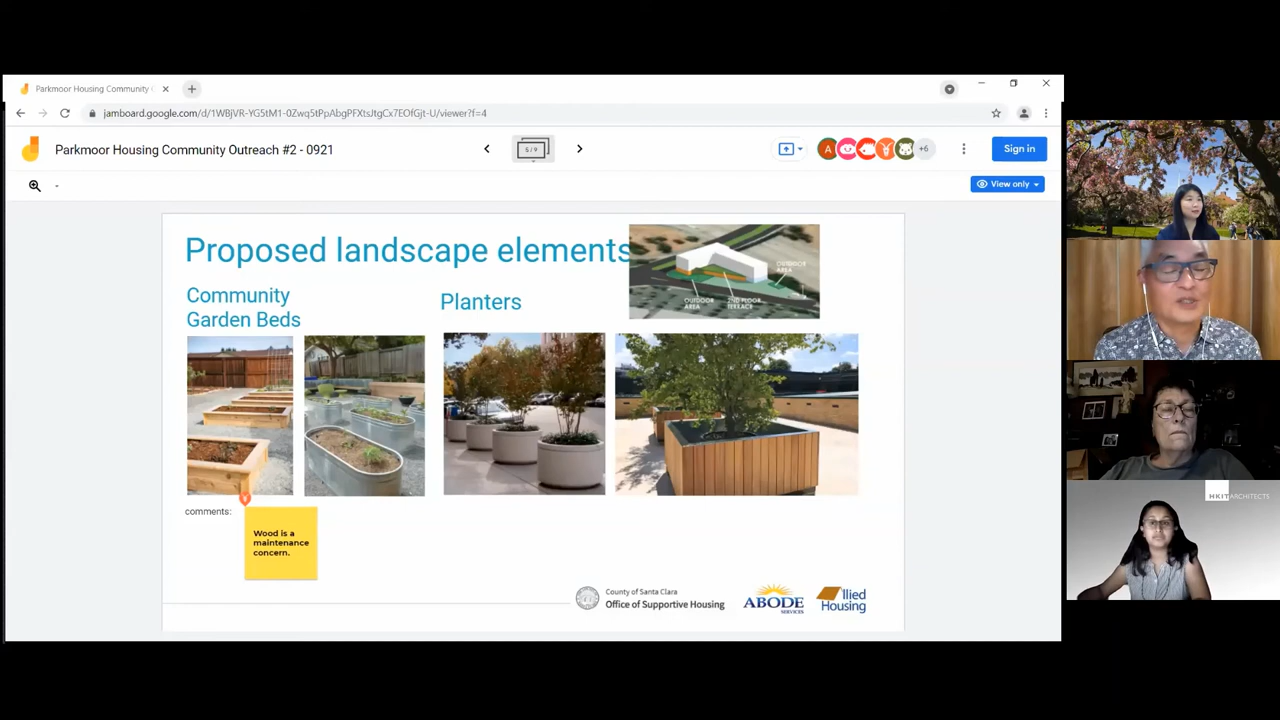 Parkmoor Housing Community
jamboard.google.com/d/1WBjVR-YG5tM1-0Zwq5tPpAbgPFXtsJtgCx7EOfGjt-U/viewer?f=4
Parkmoor Housing Community Outreach #2 - 0921
5/9
A
+6
Sign in
-
View only
Proposed landscape elements
OUTDOOR
AREA
OUTDOOR
AREA
2ND FLOOR
TERRACE
Community
Garden Beds
Planters
comments:
Wood is a
maintenance
concern.
County of Santa Clara
Office of Supportive Housing
ABODE
SERVICES
llied
Housing
HKIT ARCHITECTS